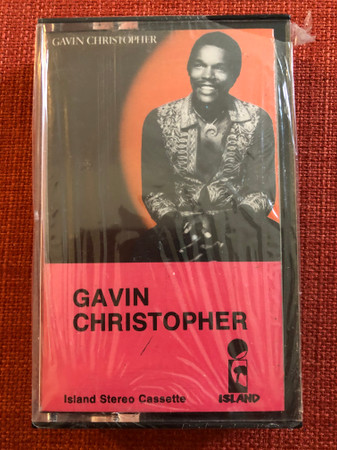 GAVIN CHRISTOPHER
GAVIN
CHRISTOPHER
Island Stereo Cassette
ISLAND